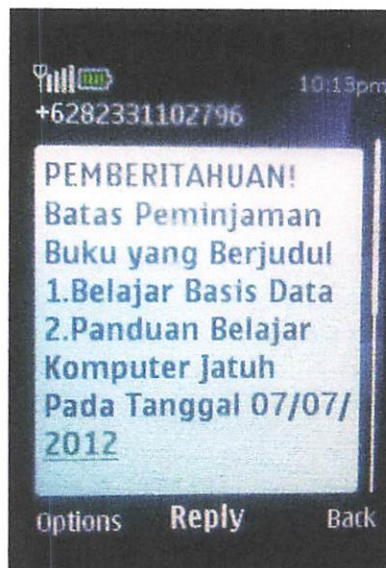 10:13pm
+6282331102796
PEMBERITAHUAN!
Batas Peminjaman
Buku yang Berjudul
1.Belajar Basis Data
2.Panduan Belajar
Komputer Jatuh
Pada Tanggal 07/07/
2012
Options Reply Back